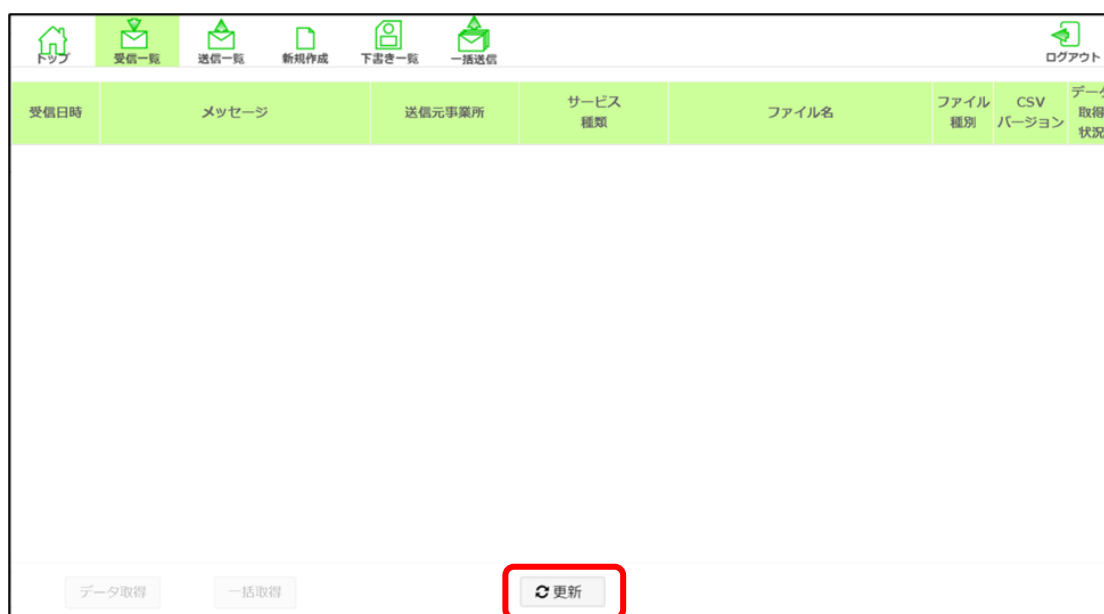 トップ 受信一覧 送信一覧 新規作成 下書き一覧 一括送信 ログアウト
受信日時 メッセージ 送信元事業所 サービス 種類 ファイル名 ファイル 種別 CSV バージョン データ 取得 状況
データ取得 一括取得 更新